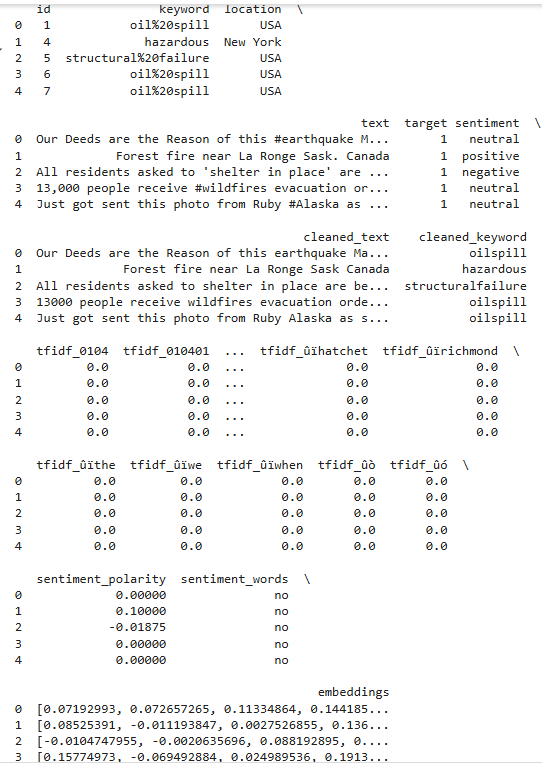 id keyword location \
0 1 oil%20spill USA
1 4 hazardous New York
2 5 structural%20failure USA
3 6 oil%20spill USA
4 7 oil%20spill USA
text target sentiment \
0 Our Deeds are the Reason of this #earthquake M... 1 neutral
1 Forest fire near La Ronge Sask. Canada 1 positive
2 All residents asked to 'shelter in place' are ... 1 negative
3 13,000 people receive #wildfires evacuation or... 1 neutral
4 Just got sent this photo from Ruby #Alaska as ... 1 neutral
cleaned_text cleaned_keyword
0 Our Deeds are the Reason of this earthquake Ma... oilspill
1 Forest fire near La Ronge Sask Canada hazardous
2 All residents asked to shelter in place are be... structuralfailure
3 13000 people receive wildfires evacuation orde... oilspill
4 Just got sent this photo from Ruby Alaska as s... oilspill
tfidf_0104 tfidf_010401 ... tfidf_ûïhatchet tfidf_ûïrichmond \
0 0.0 0.0 ... 0.0 0.0
1 0.0 0.0 ... 0.0 0.0
2 0.0 0.0 ... 0.0 0.0
3 0.0 0.0 ... 0.0 0.0
4 0.0 0.0 ... 0.0 0.0
tfidf_ûïthe tfidf_ûïwe tfidf_ûïwhen tfidf_ûò tfidf_ûó \
0 0.0 0.0 0.0 0.0 0.0
1 0.0 0.0 0.0 0.0 0.0
2 0.0 0.0 0.0 0.0 0.0
3 0.0 0.0 0.0 0.0 0.0
4 0.0 0.0 0.0 0.0 0.0
sentiment_polarity sentiment_words \
0 0.00000 no
1 0.10000 no
2 -0.01875 no
3 0.00000 no
4 0.00000 no
embeddings
0 [0.07192993, 0.072657265, 0.11334864, 0.144185...
1 [0.08525391, -0.011193847, 0.0027526855, 0.136...
2 [-0.0104747955, -0.0020635696, 0.088192895, 0....
3 [0.15774973, -0.069492884, 0.024989536, 0.1913...